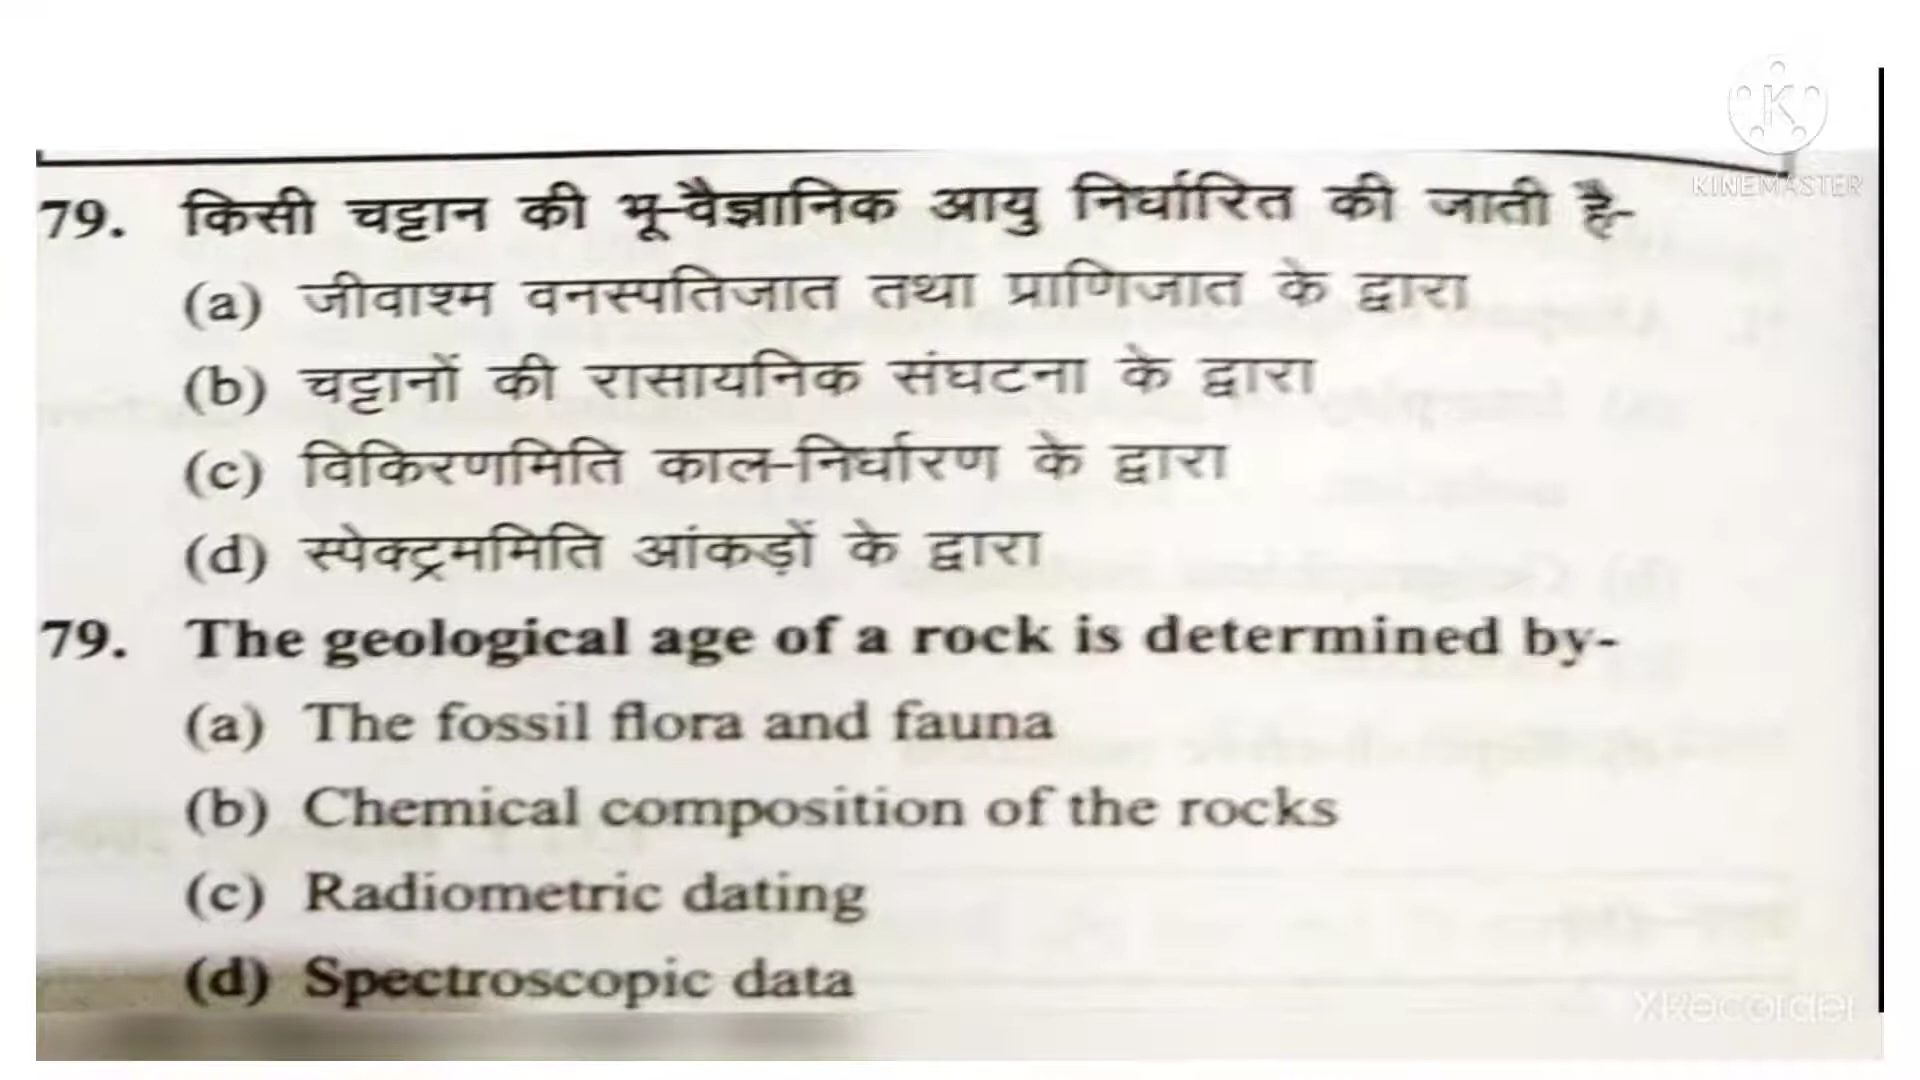 KINEMASTER
79. किसी चट्टान की भू-वैज्ञानिक आयु निर्धारित की जाती है-
(a) जीवाश्म वनस्पतिजात तथा प्राणिजात के द्वारा
(b) चट्टानों की रासायनिक संघटना के द्वारा
(c) विकिरणमिति काल-निर्धारण के द्वारा
(d) स्पेक्ट्रममिति आंकड़ों के द्वारा
79. The geological age of a rock is determined by-
(a) The fossil flora and fauna
(b) Chemical composition of the rocks
(c) Radiometric dating
(d) Spectroscopic data
XRecorder